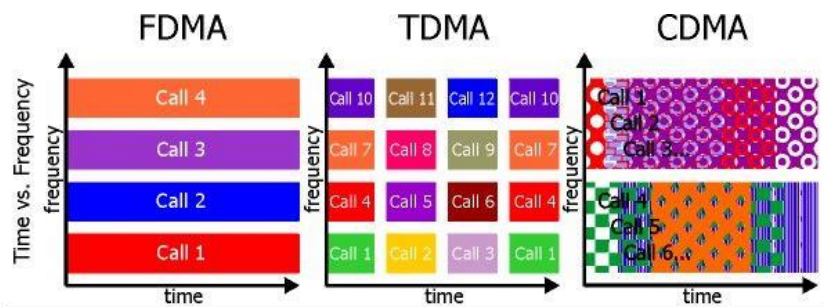 FDMA
TDMA
CDMA
Time vs. Frequency
frequency
Call 4
Call 3
Call 2
Call 1
time
frequency
Call 10 Call 11 Call 12 Call 10
Call 7 Call 8 Call 9 Call 7
Call 4 Call 5 Call 6 Call 4
Call 1 Call 2 Call 3 Call 1
time
frequency
Call 1
Call 2
Call 3...
Call 4
Call 5
Call 6...
time